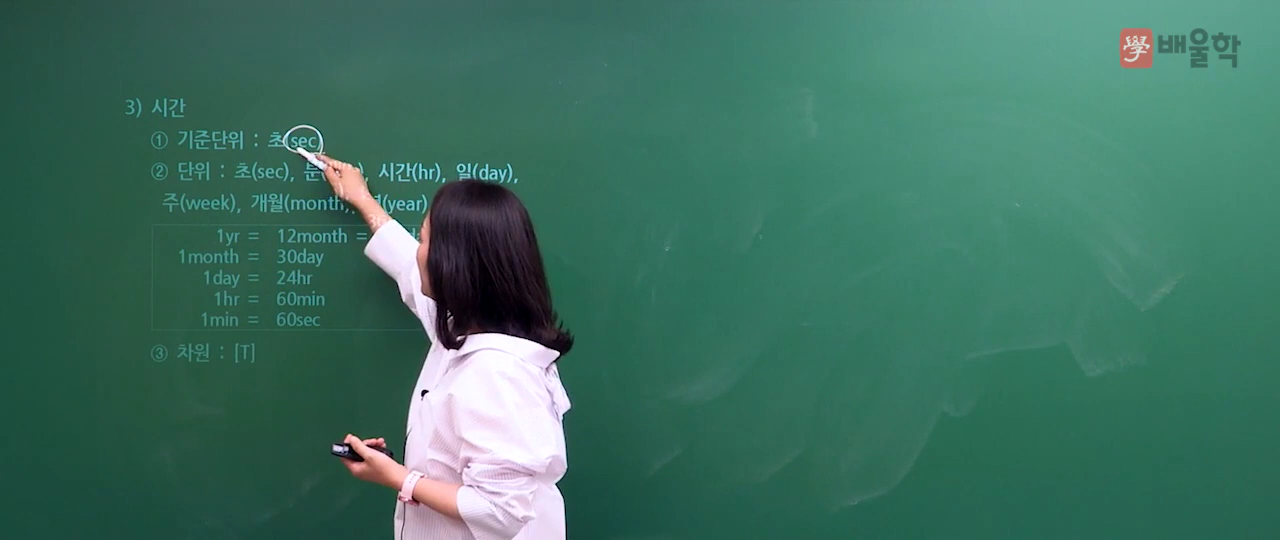 學 배울학
3) 시간
① 기준단위 : 초(sec)
② 단위 : 초(sec), 분( ), 시간(hr), 일(day),
주(week), 개월(month), (year)
1yr = 12month =
1month = 30day
1day = 24hr
1hr = 60min
1min = 60sec
③ 차원 : [T]